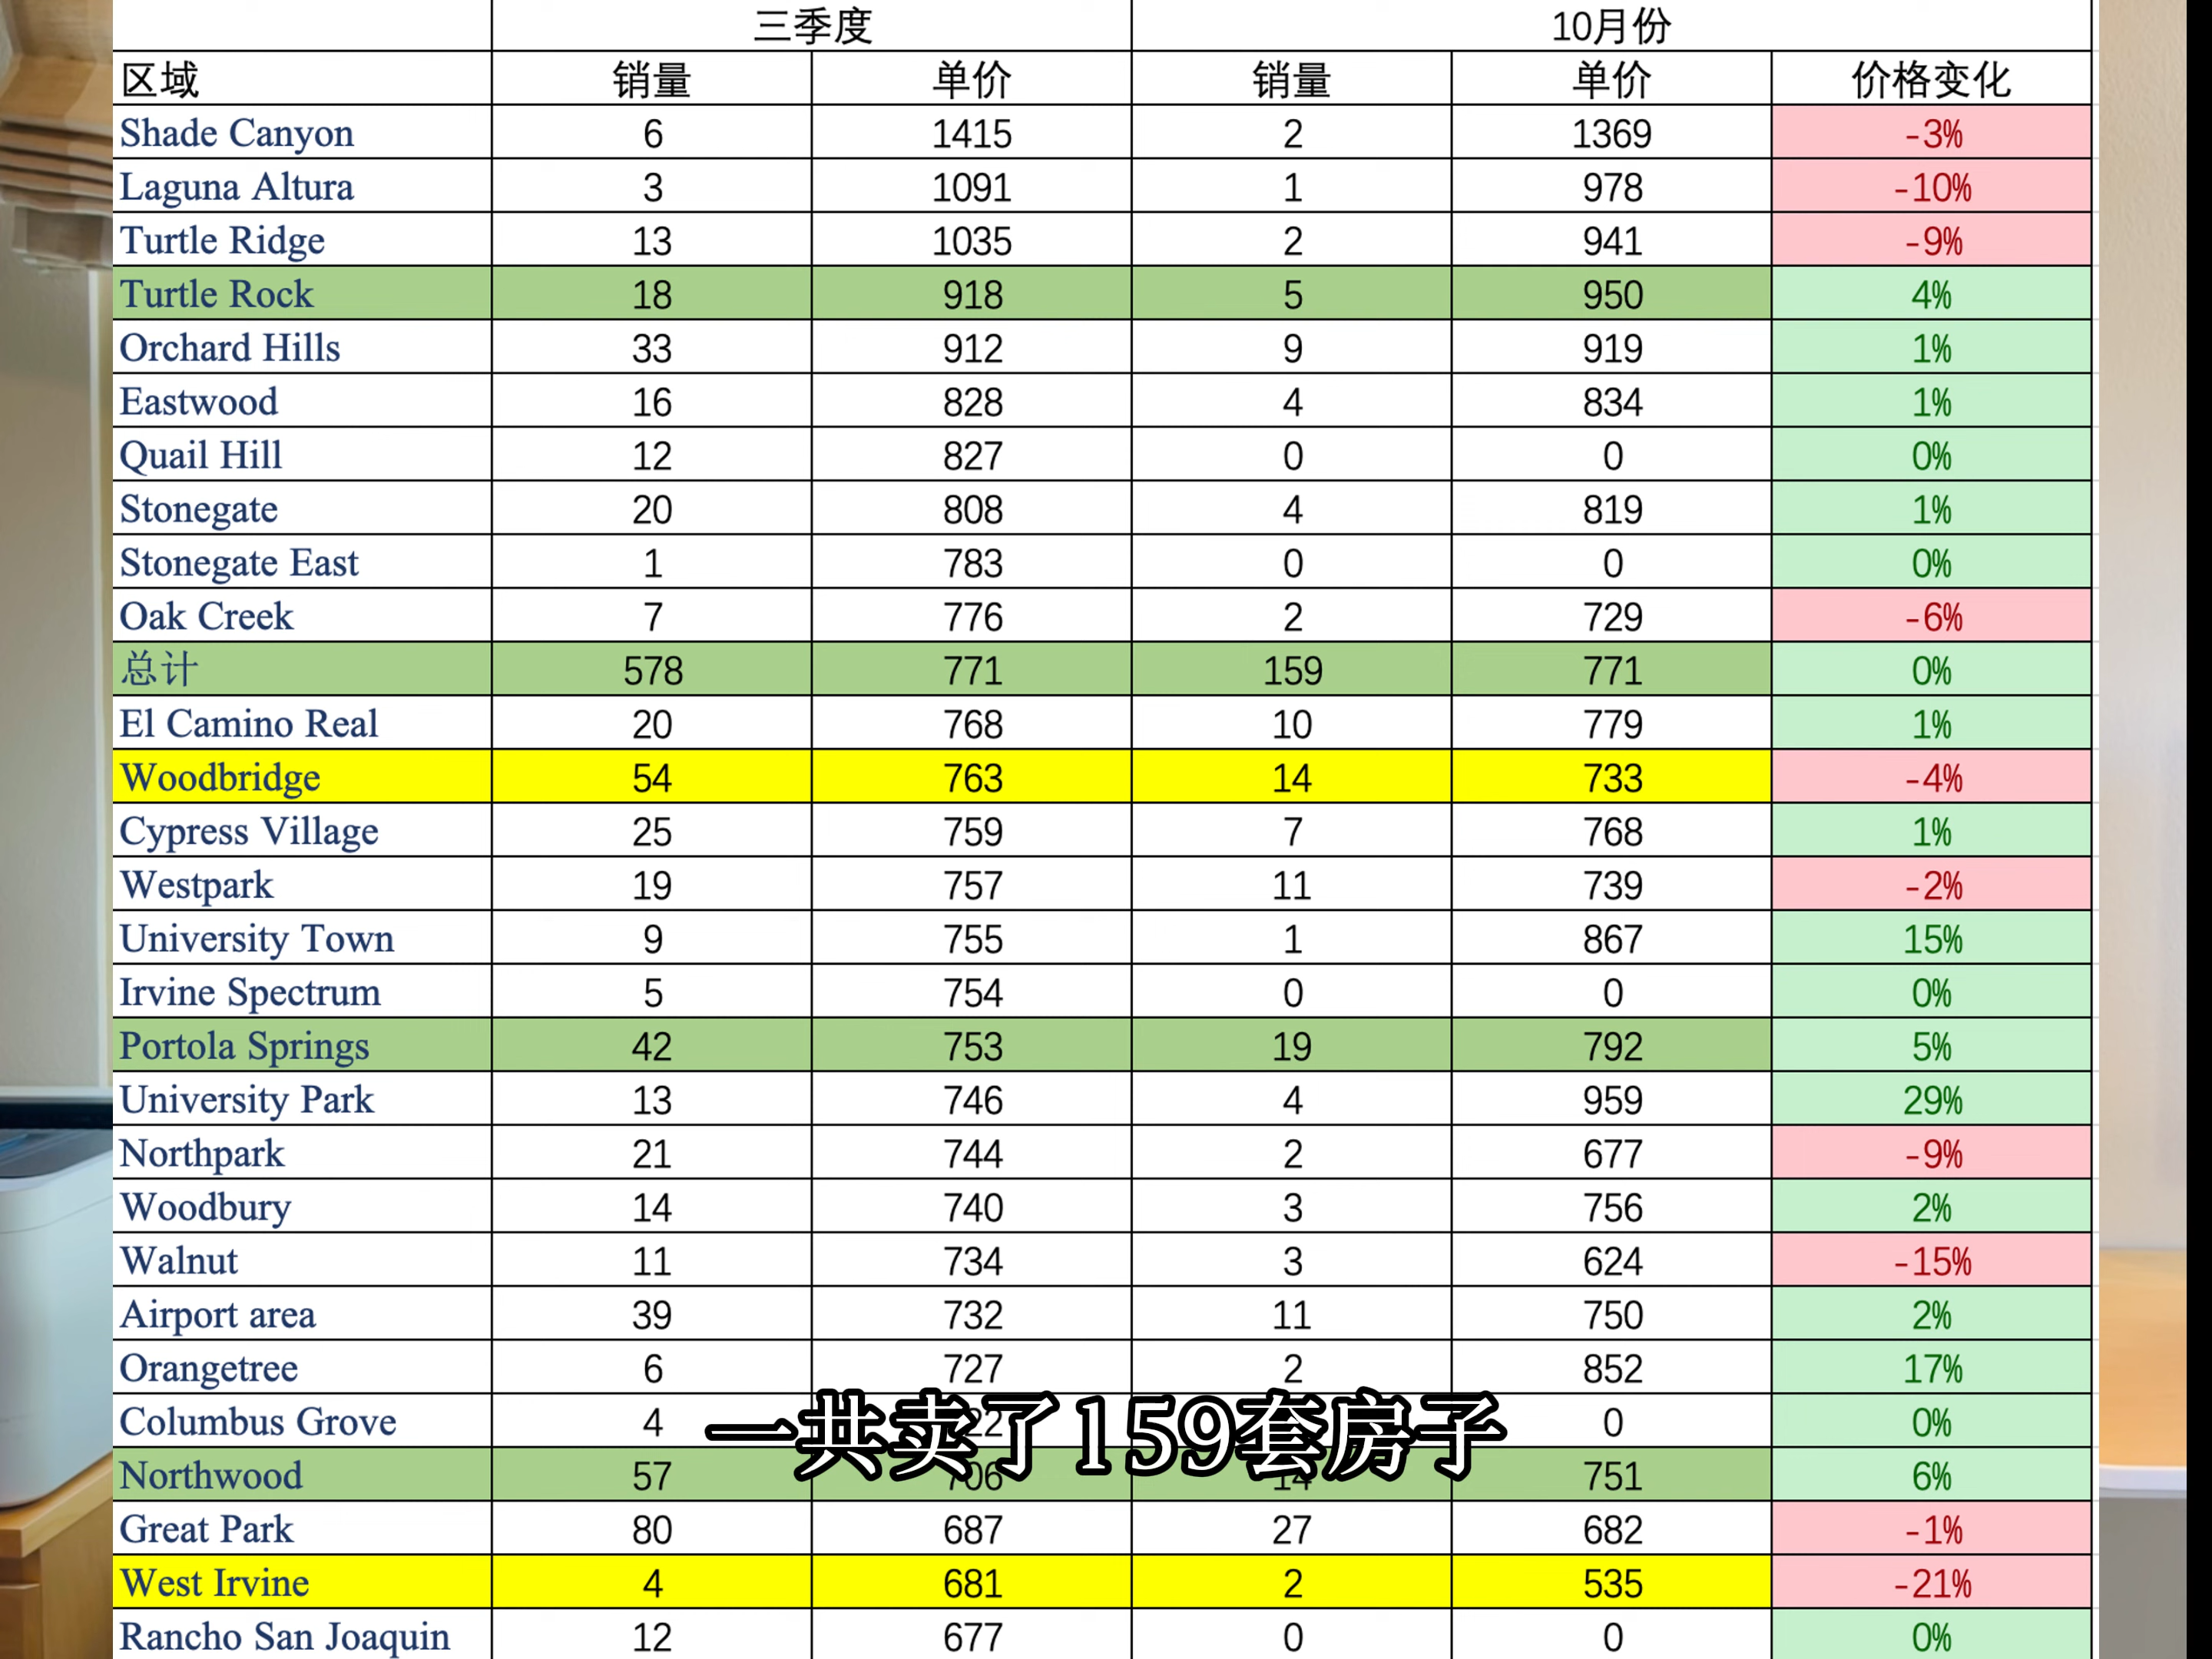 三季度 10月份
区域 销量 单价 销量 单价 价格变化
Shade Canyon 6 1415 2 1369 -3%
Laguna Altura 3 1091 1 978 -10%
Turtle Ridge 13 1035 2 941 -9%
Turtle Rock 18 918 5 950 4%
Orchard Hills 33 912 9 919 1%
Eastwood 16 828 4 834 1%
Quail Hill 12 827 0 0 0%
Stonegate 20 808 4 819 1%
Stonegate East 1 783 0 0 0%
Oak Creek 7 776 2 729 -6%
总计 578 771 159 771 0%
El Camino Real 20 768 10 779 1%
Woodbridge 54 763 14 733 -4%
Cypress Village 25 759 7 768 1%
Westpark 19 757 11 739 -2%
University Town 9 755 1 867 15%
Irvine Spectrum 5 754 0 0 0%
Portola Springs 42 753 19 792 5%
University Park 13 746 4 959 29%
Northpark 21 744 2 677 -9%
Woodbury 14 740 3 756 2%
Walnut 11 734 3 624 -15%
Airport area 39 732 11 750 2%
Orangetree 6 727 2 852 17%
Columbus Grove 4 0 0%
一共卖了159套房子
Northwood 57 706 14 751 6%
Great Park 80 687 27 682 -1%
West Irvine 4 681 2 535 -21%
Rancho San Joaquin 12 677 0 0 0%